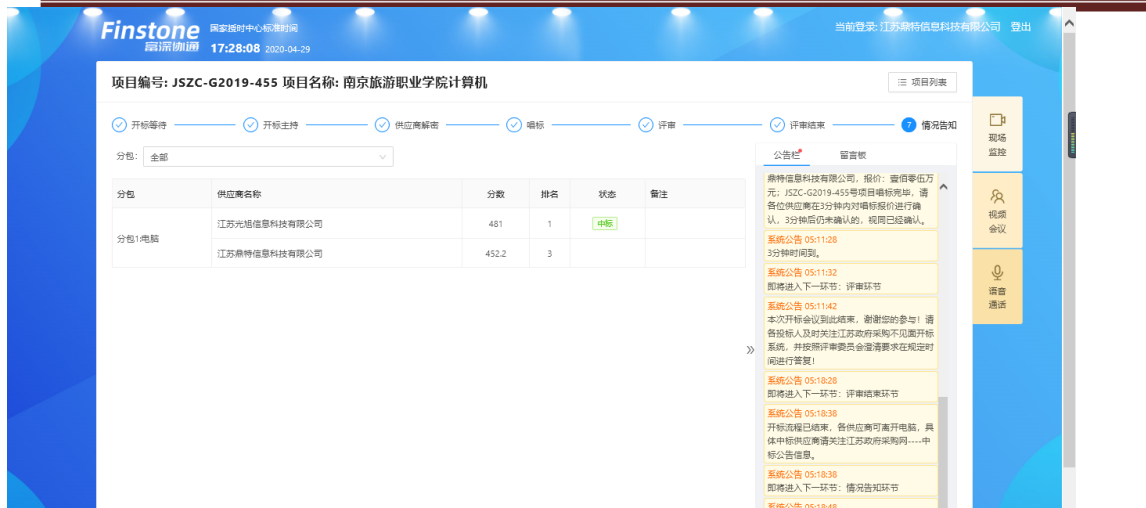 Finstone
富深协通
国家授时中心标准时间
17:28:08 2020-04-29
当前登录: 江苏鼎特信息科技有限公司 登出
项目编号: JSZC-G2019-455 项目名称: 南京旅游职业学院计算机
项目列表
开标等待
开标主持
供应商解密
唱标
评审
评审结束
7 情况告知
分包: 全部
分包 供应商名称 分数 排名 状态 备注
分包1:电脑
江苏光旭信息科技有限公司 481 1 中标
江苏鼎特信息科技有限公司 452.2 3
公告栏 留言板
鼎特信息科技有限公司，报价：壹佰零伍万
元；JSZC-G2019-455号项目唱标完毕，请
各位供应商在3分钟内对唱标报价进行确
认，3分钟后仍未确认的，视同已经确认。
系统公告 05:11:28
3分钟时间到。
系统公告 05:11:32
即将进入下一环节：评审环节
系统公告 05:11:42
本次开标会议到此结束，谢谢您的参与！请
各投标人及时关注江苏政府采购不见面开标
系统，并按照评审委员会澄清要求在规定时
间进行答复！
系统公告 05:18:28
即将进入下一环节：评审结束环节
系统公告 05:18:38
开标流程已结束，各供应商可离开电脑，具
体中标供应商请关注江苏政府采购网----中
标公告信息。
系统公告 05:18:38
即将进入下一环节：情况告知环节
系统公告 05:18:48
现场
监控
视频
会议
语音
通话